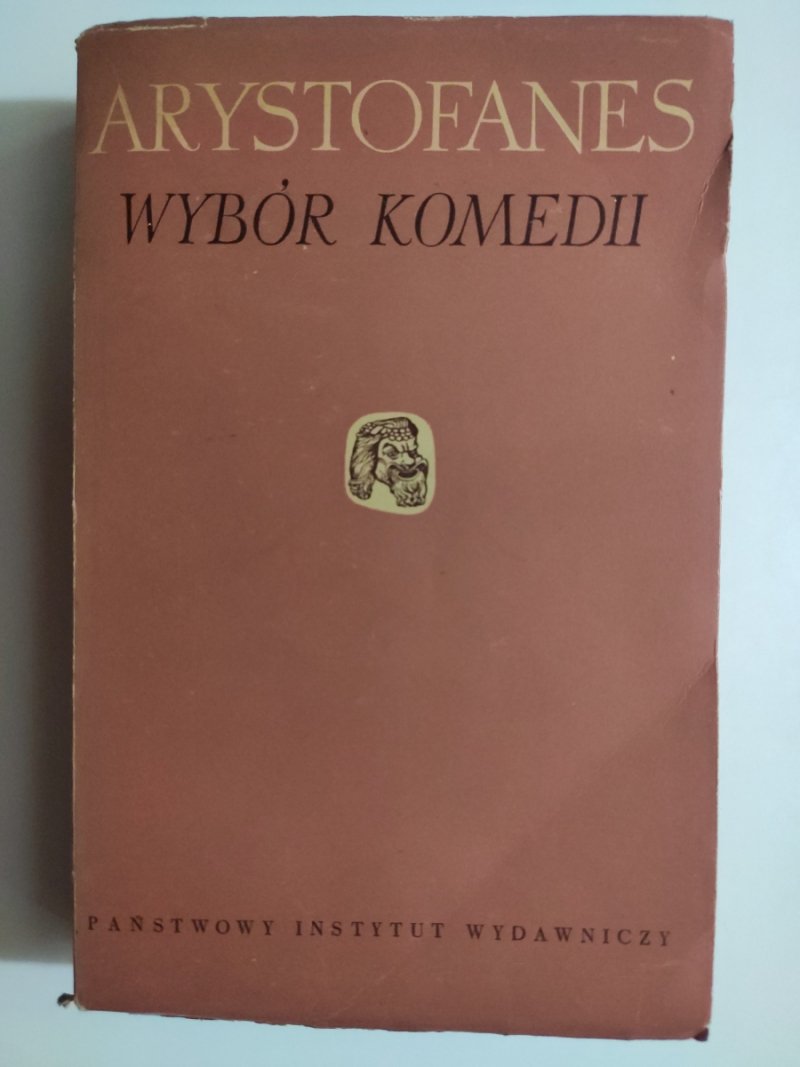 ARYSTOFANES
WYBÓR KOMEDII
PAŃSTWOWY INSTYTUT WYDAWNICZY